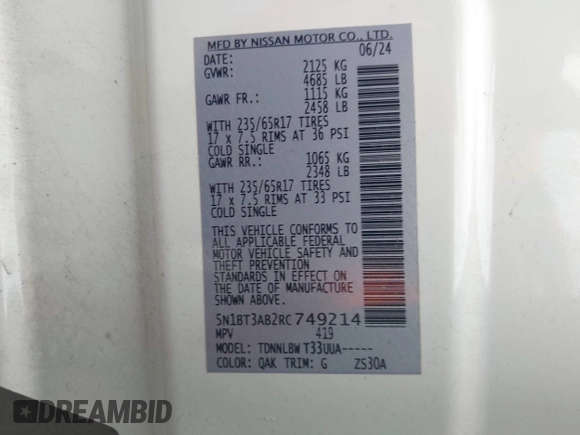 MFD BY NISSAN MOTOR CO., LTD.
DATE: 06/24
GVWR: 2125 KG
4685 LB
GAWR FR.: 1115 KG
2458 LB
WITH 235/65R17 TIRES
17 x 7.5 RIMS AT 36 PSI
COLD SINGLE
GAWR RR.: 1065 KG
2348 LB
WITH 235/65R17 TIRES
17 x 7.5 RIMS AT 33 PSI
COLD SINGLE
THIS VEHICLE CONFORMS TO
ALL APPLICABLE FEDERAL
MOTOR VEHICLE SAFETY AND
THEFT PREVENTION
STANDARDS IN EFFECT ON
THE DATE OF MANUFACTURE
SHOWN ABOVE.
5N1BT3AB2RC749214
MPV 419
MODEL: TDNNLBW T33UUA-----
COLOR: QAK TRIM: G ZS30A
DREAMBID